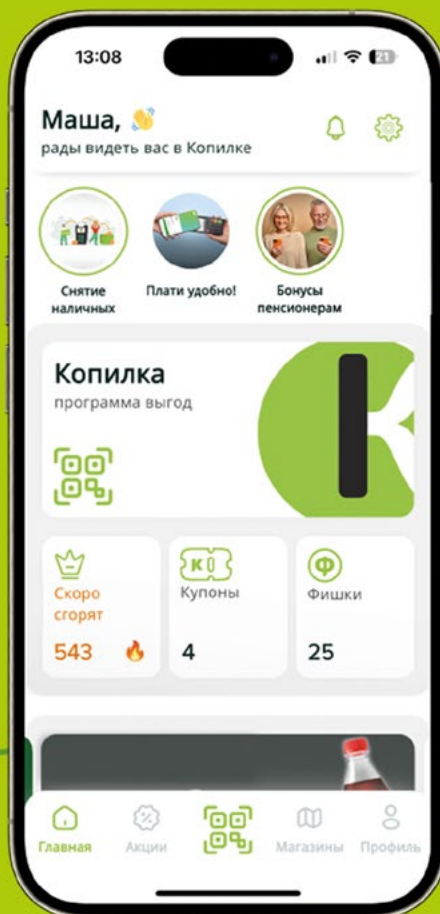 13:08
21
Маша, 👋
рады видеть вас в Копилке
Снятие
наличных
Плати удобно!
Бонусы
пенсионерам
Копилка
программа выгод
К
Скоро
сгорят
543 🔥
К
Купоны
4
Ф
Фишки
25
Главная
Акции
Магазины
Профиль